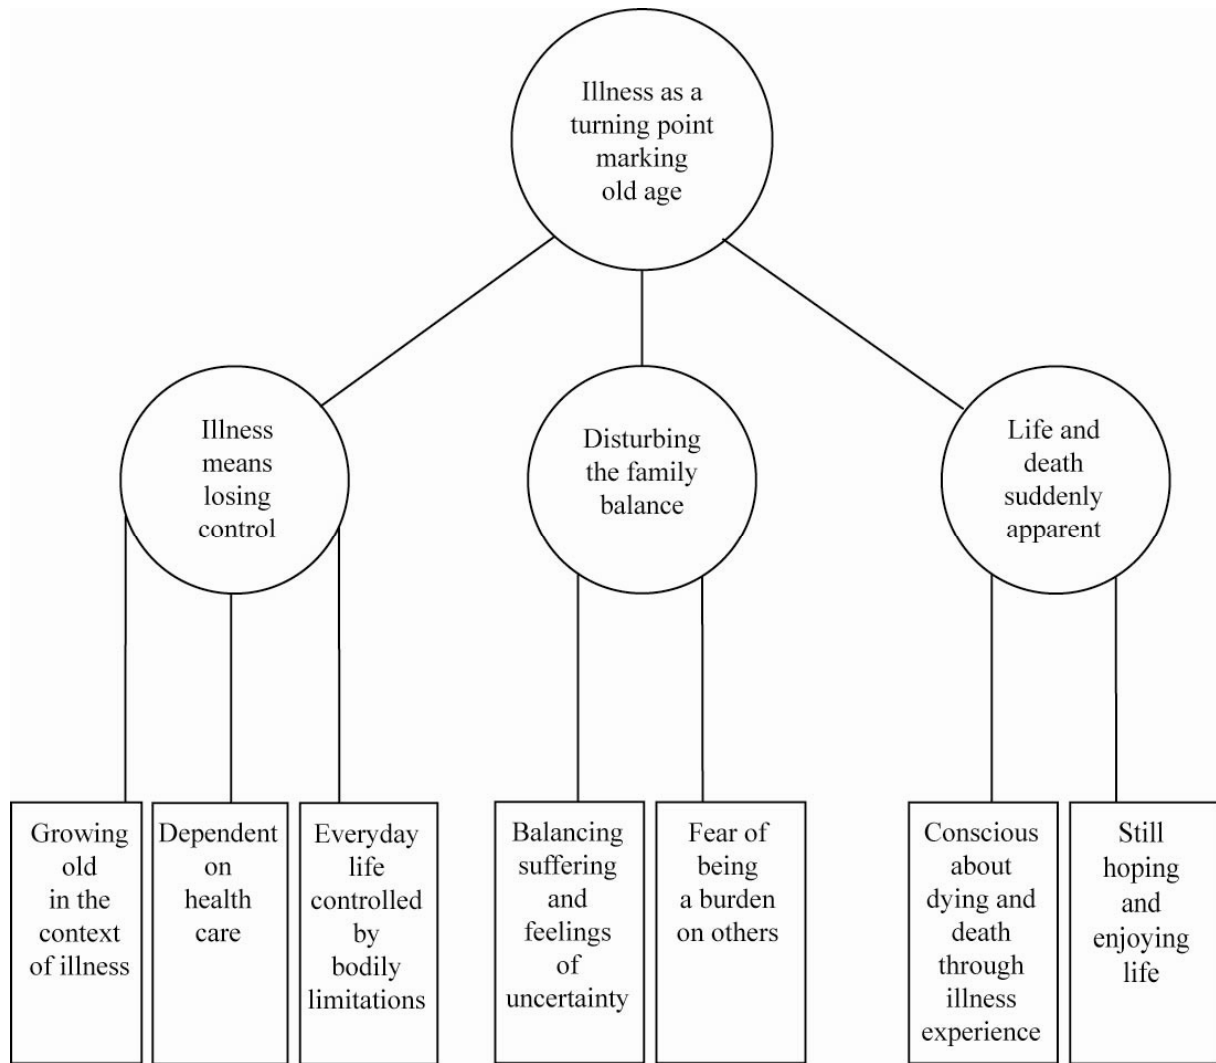 Illness as a
turning point
marking
old age
Illness
means
losing
control
Disturbing
the family
balance
Life and
death
suddenly
apparent
Growing
old
in the
context
of illness
Dependent
on
health
care
Everyday
life
controlled
by
bodily
limitations
Balancing
suffering
and
feelings
of
uncertainty
Fear of
being
a burden
on others
Conscious
about
dying and
death
through
illness
experience
Still
hoping
and
enjoying
life